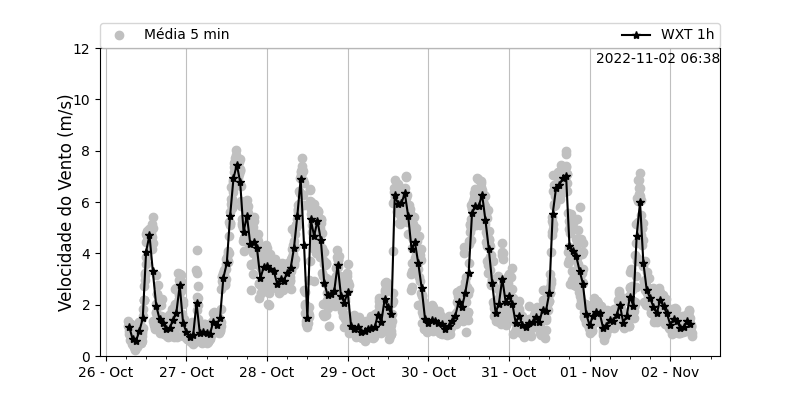 Média 5 min
WXT 1h
2022-11-02 06:38
Velocidade do Vento (m/s)
12
10
8
6
4
2
0
26 - Oct
27 - Oct
28 - Oct
29 - Oct
30 - Oct
31 - Oct
01 - Nov
02 - Nov